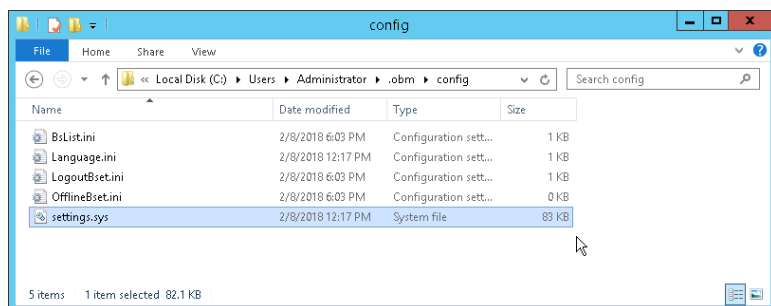 config
File Home Share View
« Local Disk (C:) Users Administrator .obm config Search config
Name Date modified Type Size
BsList.ini 2/8/2018 6:03 PM Configuration sett... 1 KB
Language.ini 2/8/2018 12:17 PM Configuration sett... 1 KB
LogoutBset.ini 2/8/2018 6:03 PM Configuration sett... 1 KB
OfflineBset.ini 2/8/2018 6:03 PM Configuration sett... 0 KB
settings.sys 2/8/2018 12:17 PM System file 83 KB
5 items 1 item selected 82.1 KB